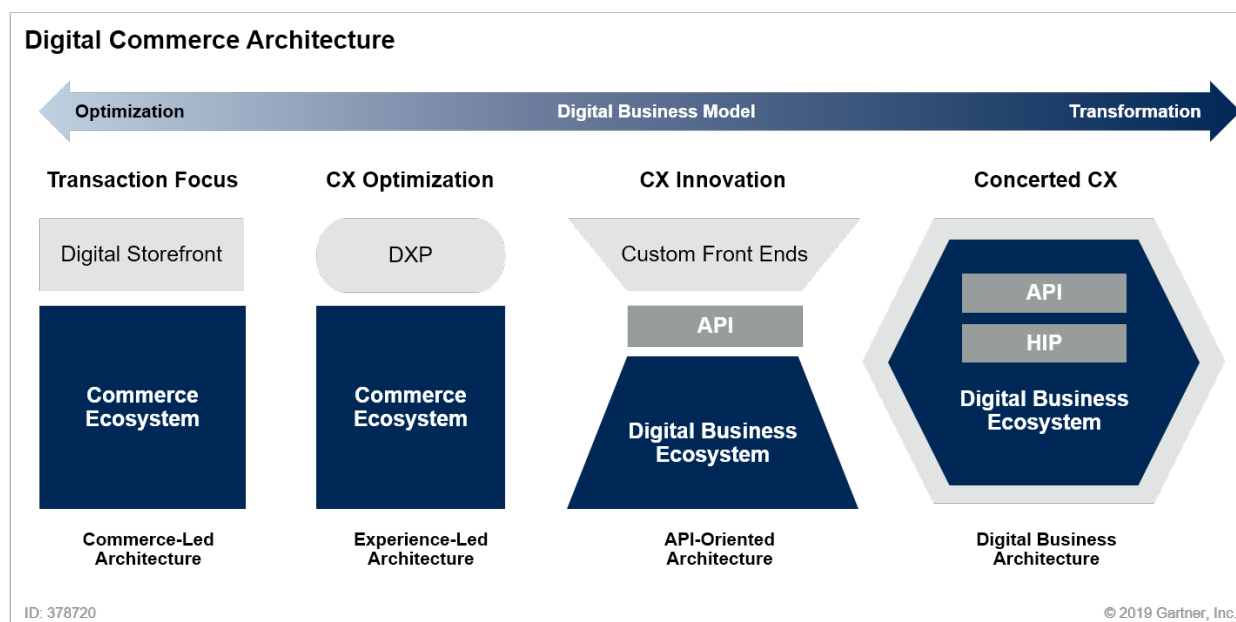 Digital Commerce Architecture
Optimization
Digital Business Model
Transformation
Transaction Focus
CX Optimization
CX Innovation
Concerted CX
Digital Storefront
DXP
Custom Front Ends
API
API
HIP
Commerce
Ecosystem
Commerce
Ecosystem
Digital Business
Ecosystem
Digital Business
Ecosystem
Commerce-Led
Architecture
Experience-Led
Architecture
API-Oriented
Architecture
Digital Business
Architecture
ID: 378720
© 2019 Gartner, Inc.